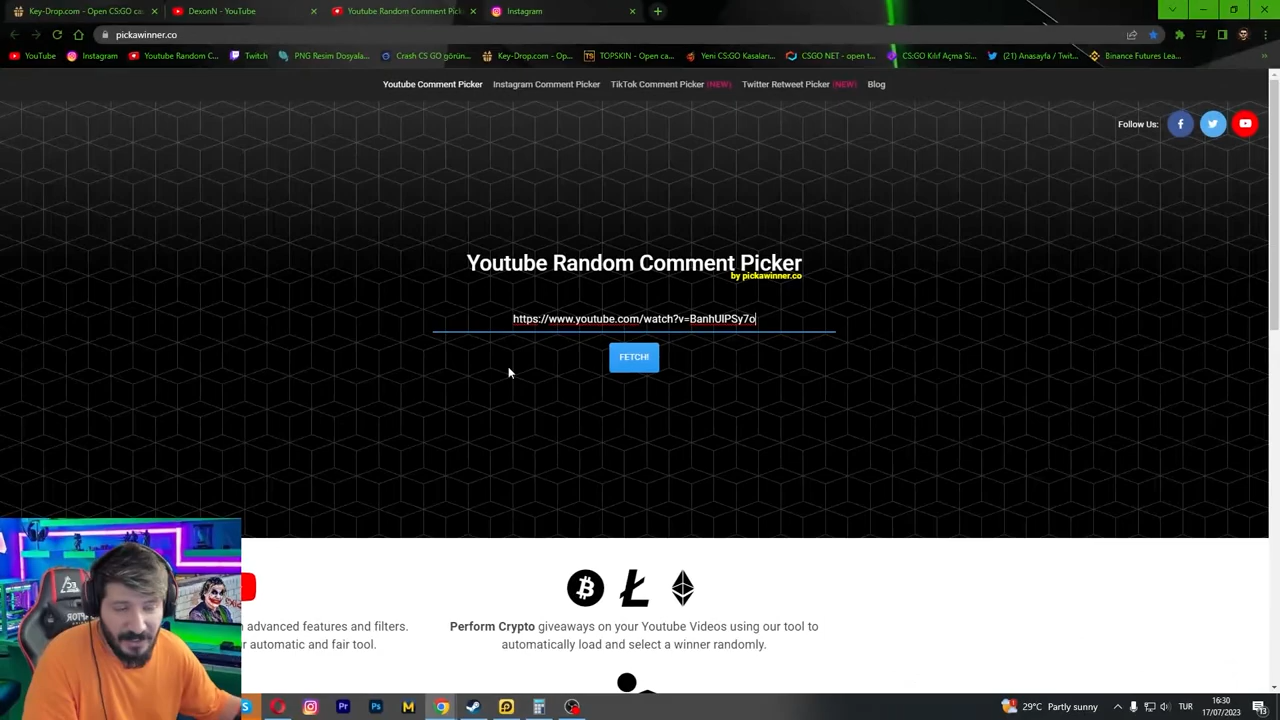 Key-Drop.com - Open CS:GO ca
DexonN - YouTube
Youtube Random Comment Pick
Instagram
pickawinner.co
YouTube
Instagram
Youtube Random C...
Twitch
PNG Resim Dosyala...
Crash CS GO görün...
Key-Drop.com - Op...
TOPSKIN - Open ca...
Yeni CS:GO Kasaları...
CSGO NET - open t...
CS:GO Kılıf Açma Si...
(21) Anasayfa / Twit...
Binance Futures Lea...
Youtube Comment Picker
Instagram Comment Picker
TikTok Comment Picker (NEW)
Twitter Retweet Picker (NEW)
Blog
Follow Us:
Youtube Random Comment Picker
by pickawinner.co
https://www.youtube.com/watch?v=BanhUIPSy7o
FETCH!
advanced features and filters.
automatic and fair tool.
Perform Crypto giveaways on your Youtube Videos using our tool to
automatically load and select a winner randomly.
29°C Partly sunny
TUR
16:30
17/07/2023